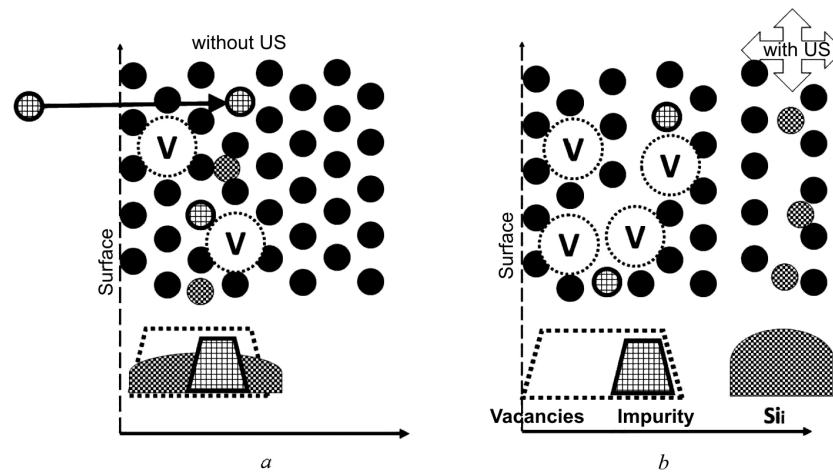 without US
V
V
Surface
a
with US
V
V
V
V
Surface
Vacancies Impurity Sii
b